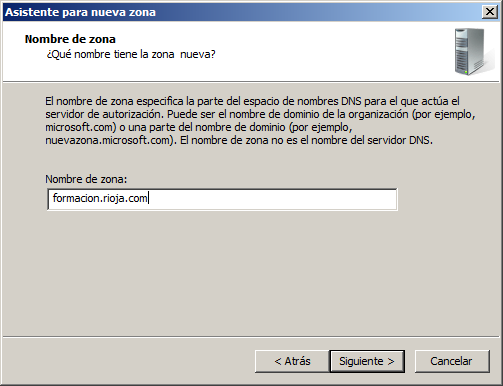 Asistente para nueva zona
Nombre de zona
¿Qué nombre tiene la zona nueva?
El nombre de zona especifica la parte del espacio de nombres DNS para el que actúa el
servidor de autorización. Puede ser el nombre de dominio de la organización (por ejemplo,
microsoft.com) o una parte del nombre de dominio (por ejemplo,
nuevazona.microsoft.com). El nombre de zona no es el nombre del servidor DNS.
Nombre de zona:
formacion.rioja.com
< Atrás
Siguiente >
Cancelar